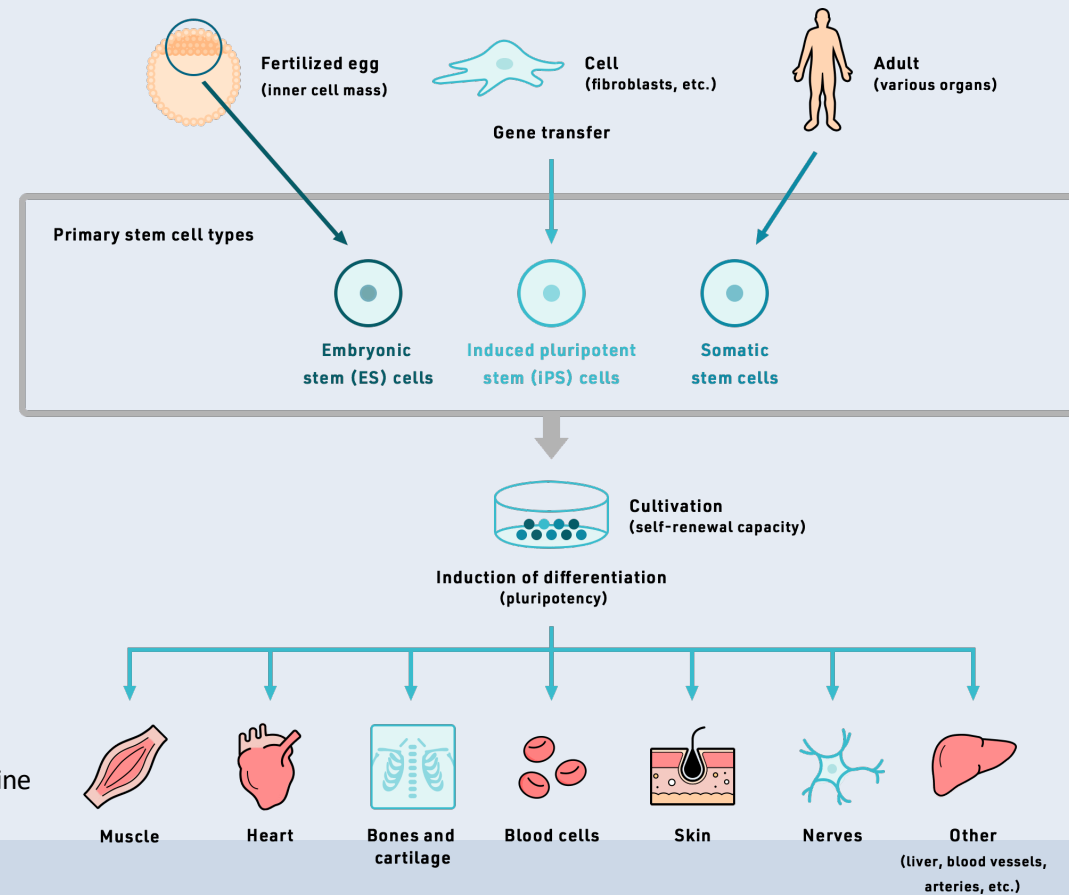 Fertilized egg
(inner cell mass)
Cell
(fibroblasts, etc.)
Adult
(various organs)
Gene transfer
Primary stem cell types
Embryonic
stem (ES) cells
Induced pluripotent
stem (iPS) cells
Somatic
stem cells
Cultivation
(self-renewal capacity)
Induction of differentiation
(pluripotency)
ine
Muscle
Heart
Bones and
cartilage
Blood cells
Skin
Nerves
Other
(liver, blood vessels,
arteries, etc.)